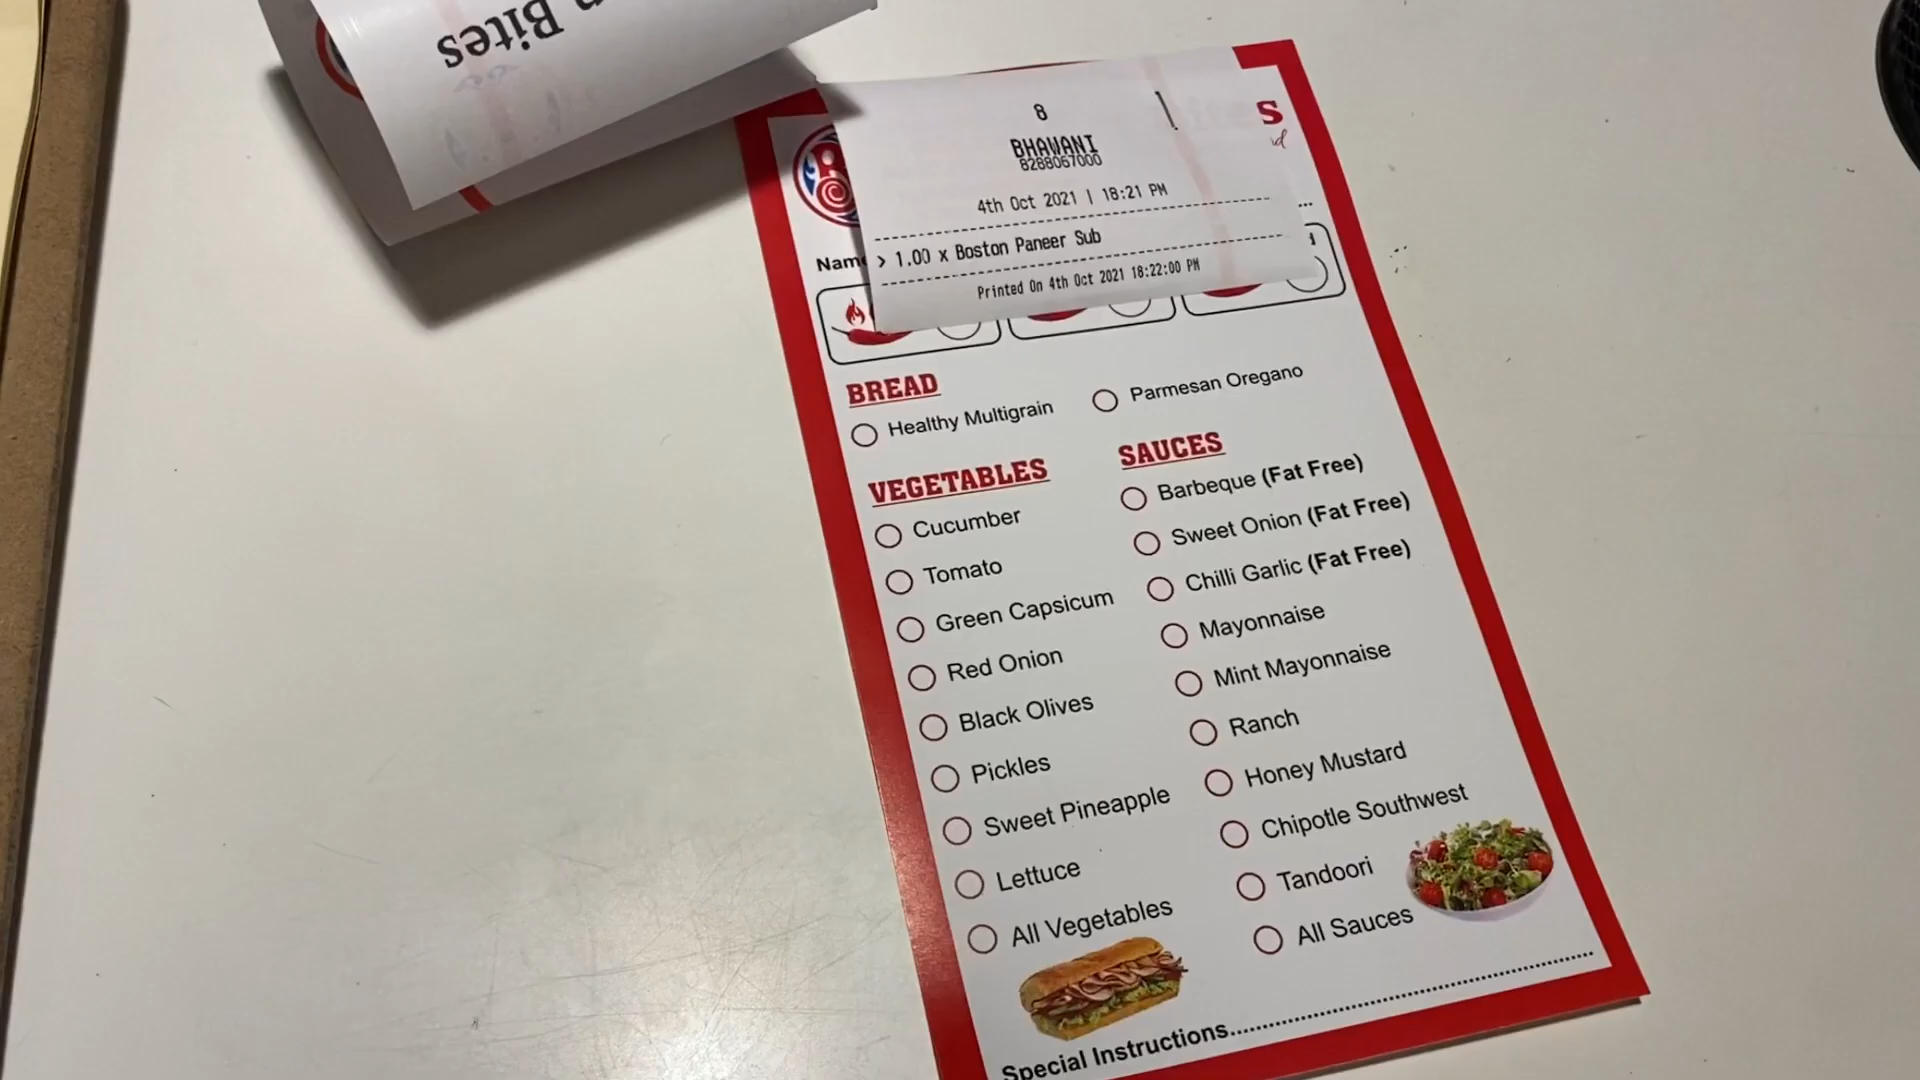 n Bites
s
8
BHAVANI
8288067000
4th Oct 2021 | 18:21 PM
> 1.00 x Boston Paneer Sub
Printed On 4th Oct 2021 18:22:00 PM
Name
BREAD
Healthy Multigrain
Parmesan Oregano
VEGETABLES
Cucumber
Tomato
Green Capsicum
Red Onion
Black Olives
Pickles
Sweet Pineapple
Lettuce
All Vegetables
SAUCES
Barbeque (Fat Free)
Sweet Onion (Fat Free)
Chilli Garlic (Fat Free)
Mayonnaise
Mint Mayonnaise
Ranch
Honey Mustard
Chipotle Southwest
Tandoori
All Sauces
Special Instructions